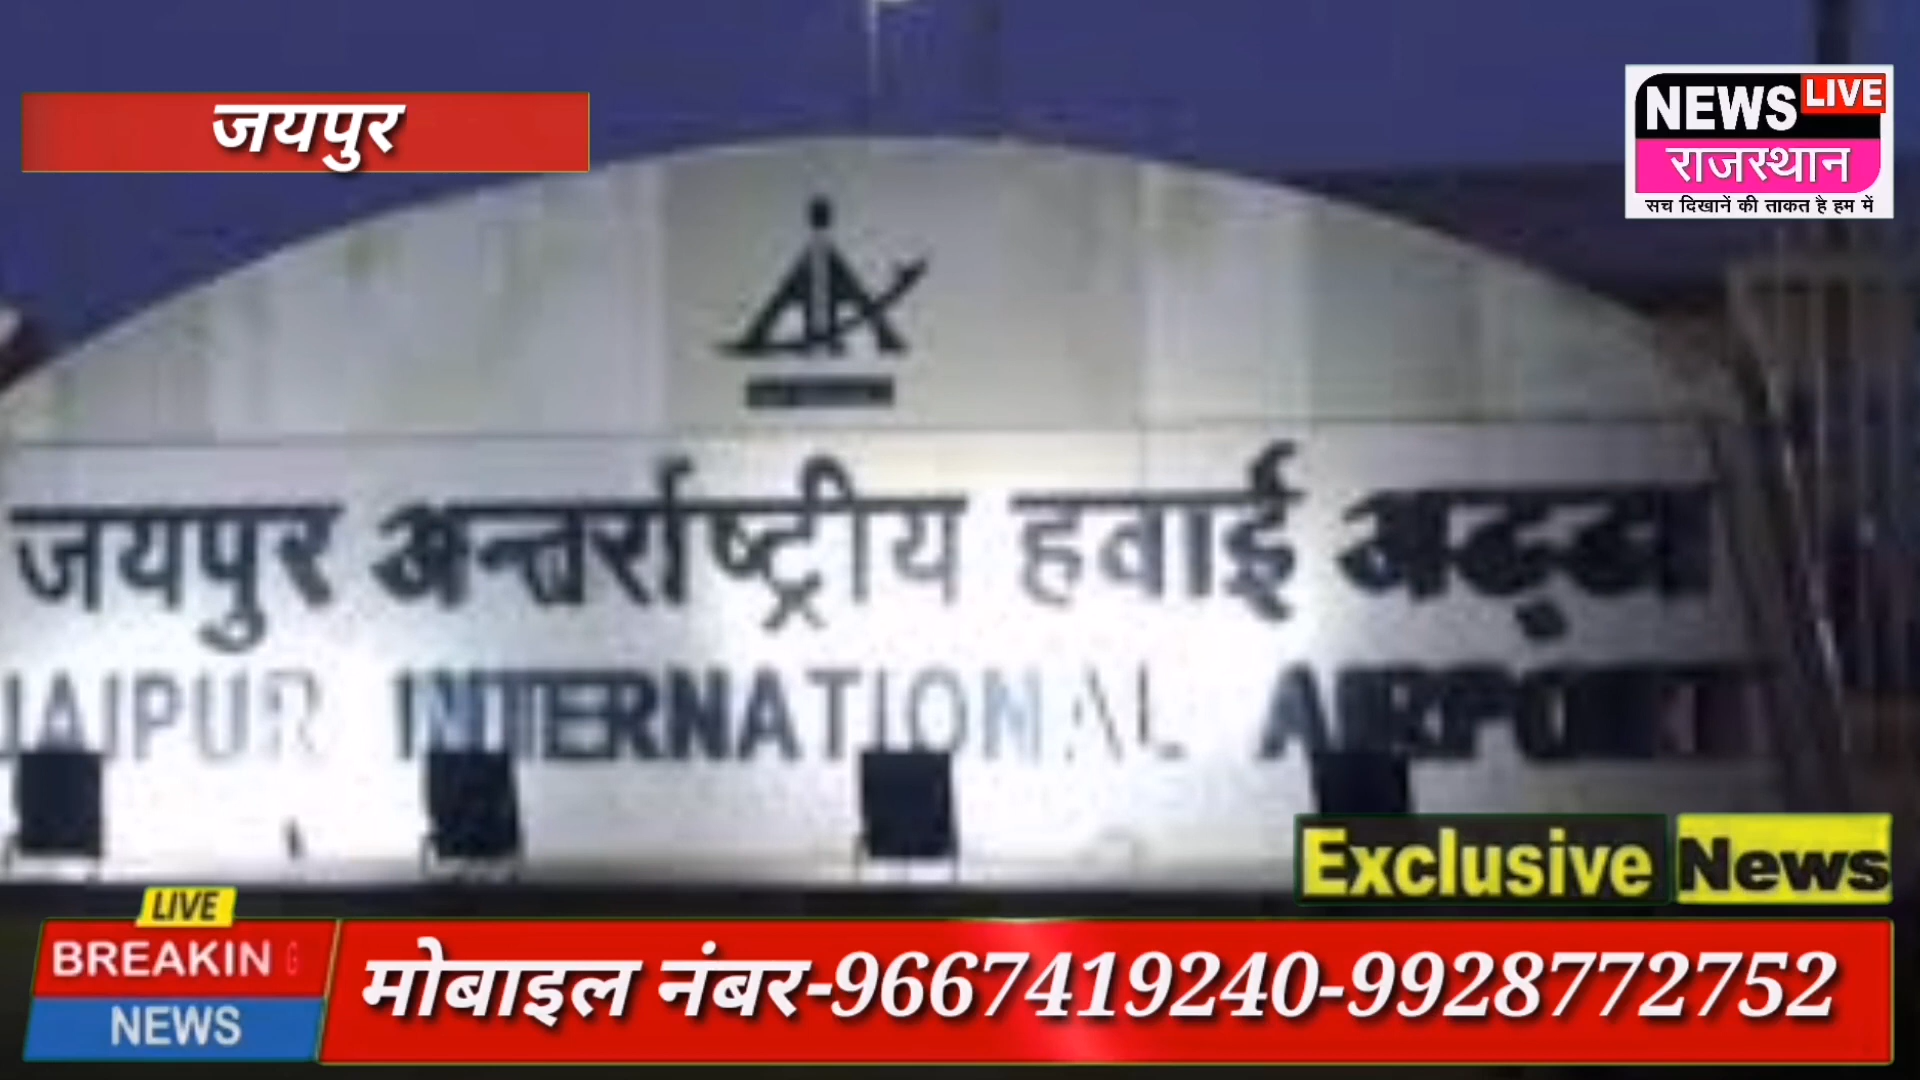 जयपुर
NEWS LIVE
राजस्थान
सच दिखानें की ताकत है हम में
जयपुर अन्तर्राष्ट्रीय हवाई अड्डा
JAIPUR INTERNATIONAL AIRPORT
Exclusive News
LIVE
BREAKING
NEWS
मोबाइल नंबर-9667419240-9928772752